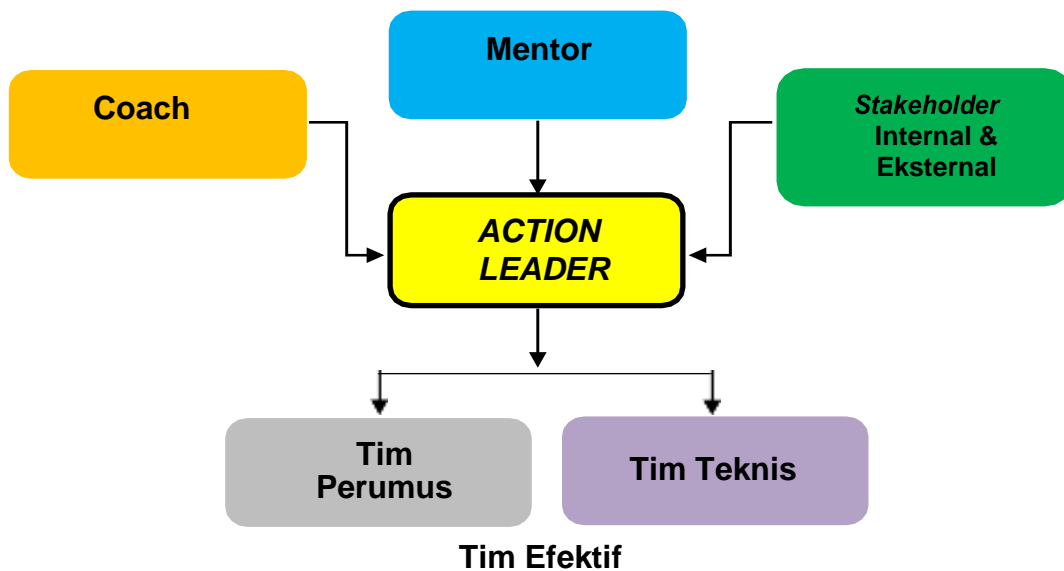 Mentor
Coach
Stakeholder
Internal &
Eksternal
ACTION
LEADER
Tim
Perumus
Tim Teknis
Tim Efektif